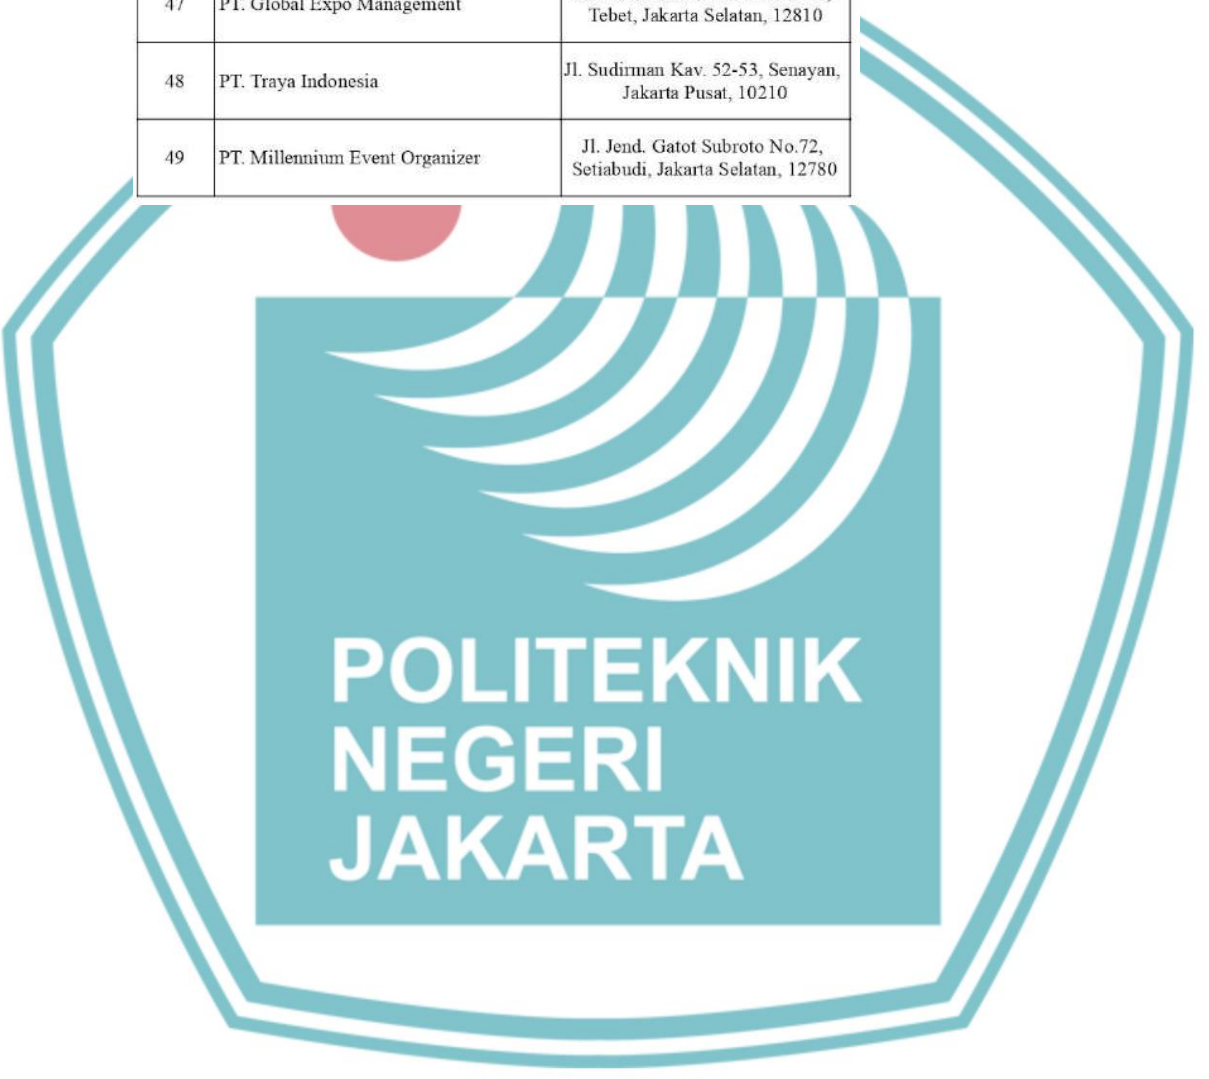 47 PT. Global Expo Management
Tebet, Jakarta Selatan, 12810
48 PT. Traya Indonesia Jl. Sudirman Kav. 52-53, Senayan,
Jakarta Pusat, 10210
49 PT. Millennium Event Organizer Jl. Jend. Gatot Subroto No.72,
Setiabudi, Jakarta Selatan, 12780
POLITEKNIK
NEGERI
JAKARTA